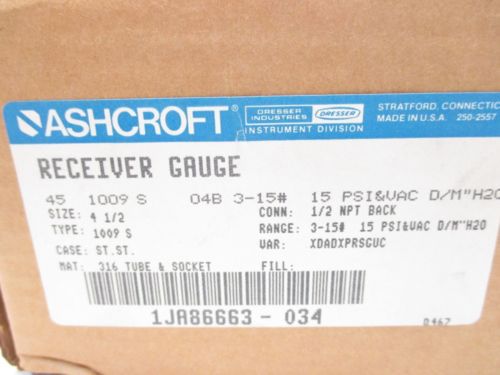 ASHCROFT®
DRESSER INDUSTRIES DRESSER
INSTRUMENT DIVISION
STRATFORD, CONNECTIC
MADE IN U.S.A. 250-2557
RECEIVER GAUGE
45 1009 S 04B 3-15# 15 PSI&VAC D/M"H2O
SIZE: 4 1/2 CONN: 1/2 NPT BACK
TYPE: 1009 S RANGE: 3-15# 15 PSI&VAC D/M"H2O
CASE: ST.ST. VAR: XDADXPRSGUC
MAT: 316 TUBE & SOCKET FILL:
1JA86663-034
0467